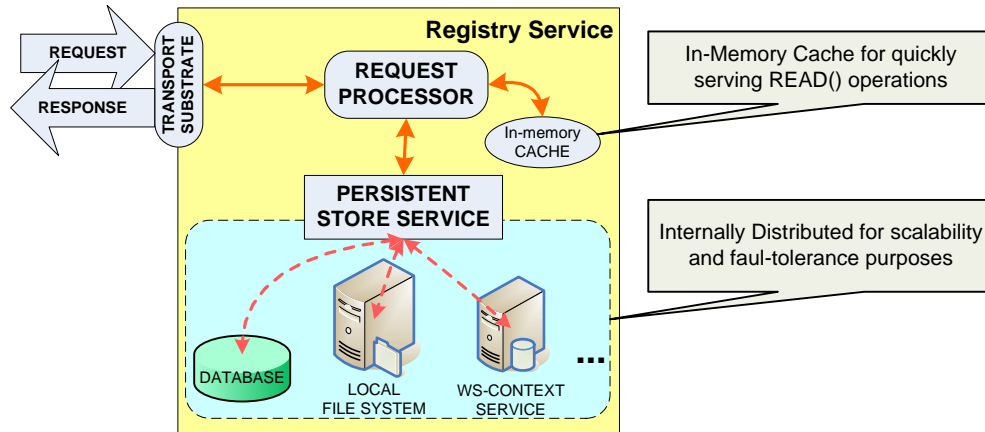 Registry Service
REQUEST
RESPONSE
TRANSPORT
SUBSTRATE
REQUEST
PROCESSOR
In-memory
CACHE
In-Memory Cache for quickly
serving READ() operations
PERSISTENT
STORE SERVICE
Internally Distributed for scalability
and faul-tolerance purposes
DATABASE
LOCAL
FILE SYSTEM
WS-CONTEXT
SERVICE
...